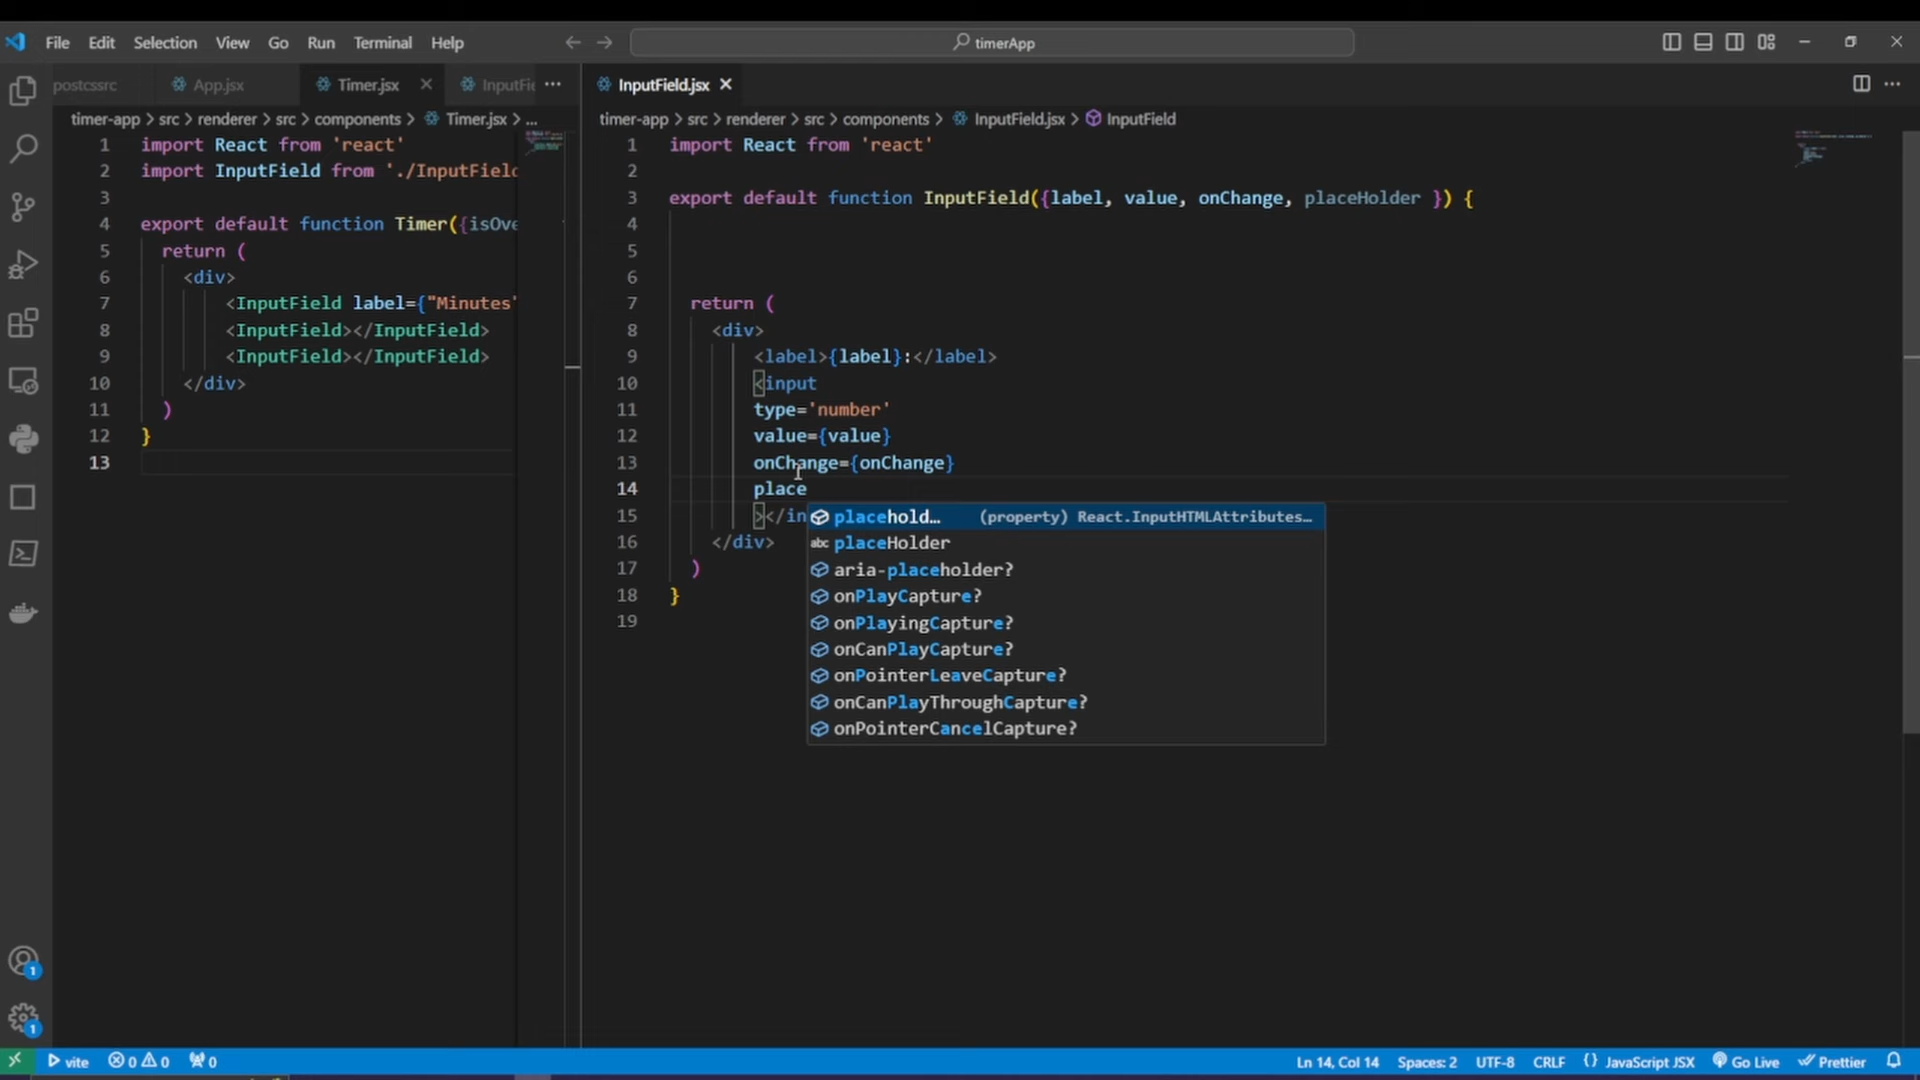 File Edit Selection View Go Run Terminal Help
timerApp
postcssrc App.jsx Timer.jsx InputFie
timer-app > src > renderer > src > components > Timer.jsx > ...
1 import React from 'react'
2 import InputField from './InputField
3
4 export default function Timer({isOve
5 return (
6 <div>
7 <InputField label={"Minutes"
8 <InputField></InputField>
9 <InputField></InputField>
10 </div>
11 )
12 }
13
InputField.jsx
timer-app > src > renderer > src > components > InputField.jsx > InputField
1 import React from 'react'
2
3 export default function InputField({label, value, onChange, placeHolder }) {
4
5
6
7 return (
8 <div>
9 <label>{label}:</label>
10 <input
11 type='number'
12 value={value}
13 onChange={onChange}
14 place
15 ></in
16 </div>
17 )
18 }
19
placehold... (property) React.InputHTMLAttributes...
abc placeHolder
aria-placeholder?
onPlayCapture?
onPlayingCapture?
onCanPlayCapture?
onPointerLeaveCapture?
onCanPlayThroughCapture?
onPointerCancelCapture?
1
1
vite 0 0 0 Ln 14, Col 14 Spaces: 2 UTF-8 CRLF {} JavaScript JSX Go Live Prettier